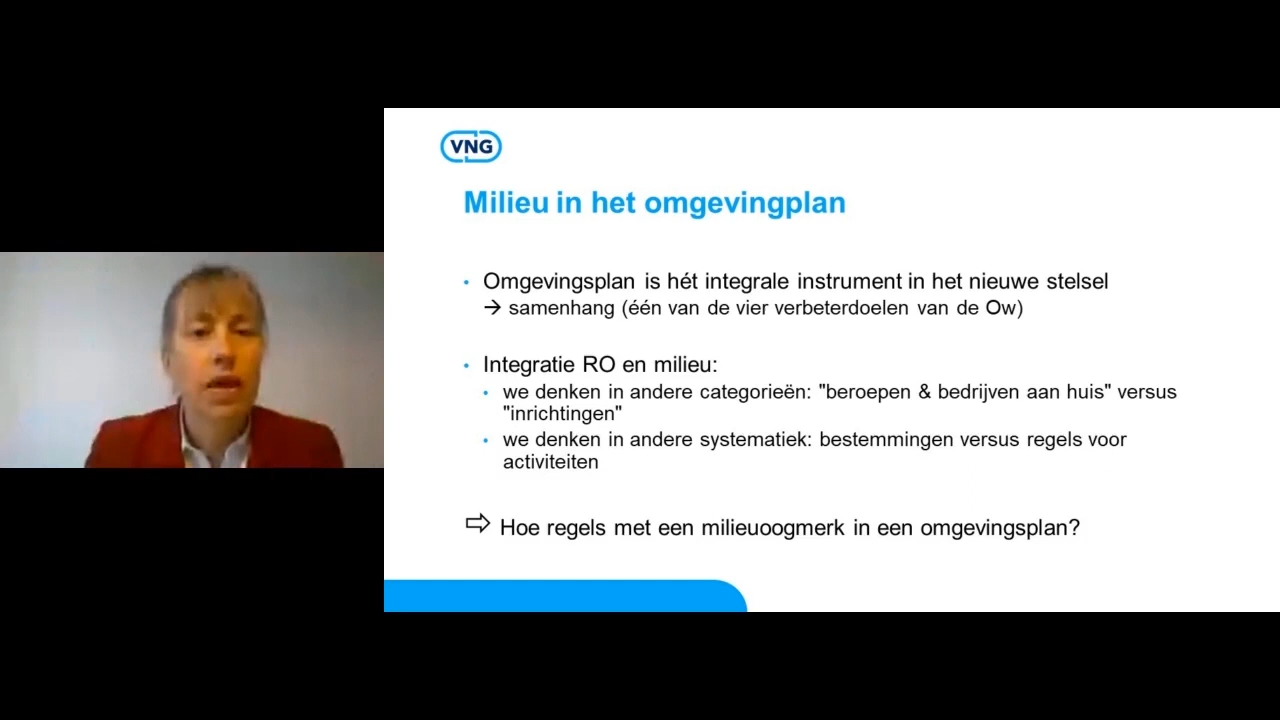 VNG
Milieu in het omgevingplan
• Omgevingsplan is hét integrale instrument in het nieuwe stelsel
→ samenhang (één van de vier verbeterdoelen van de Ow)
• Integratie RO en milieu:
• we denken in andere categorieën: "beroepen & bedrijven aan huis" versus
"inrichtingen"
• we denken in andere systematiek: bestemmingen versus regels voor
activiteiten
⇨ Hoe regels met een milieuoogmerk in een omgevingsplan?